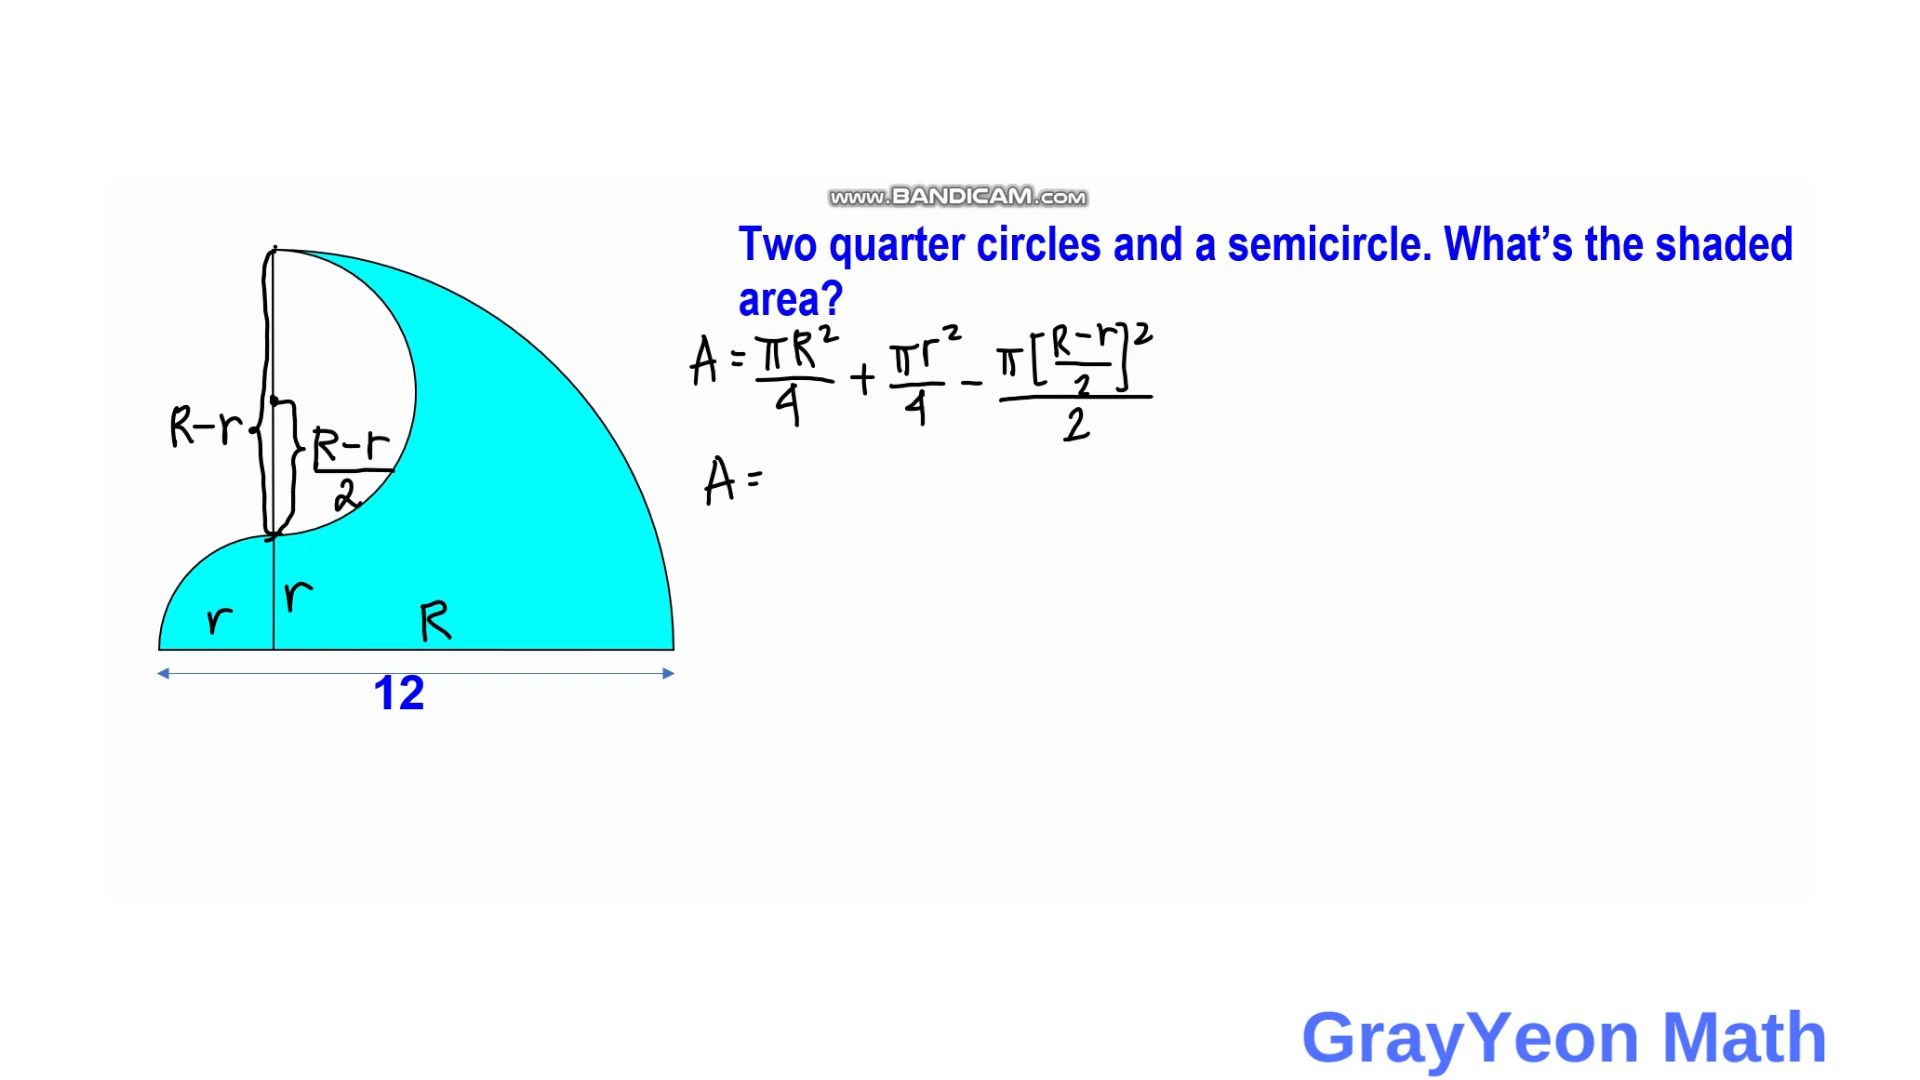 www.BANDICAM.com
Two quarter circles and a semicircle. What's the shaded
area?
A = πR²/4 + πr²/4 - π[(R-r)/2]²/2
A =
R-r
(R-r)/2
r
r
R
12
GrayYeon Math